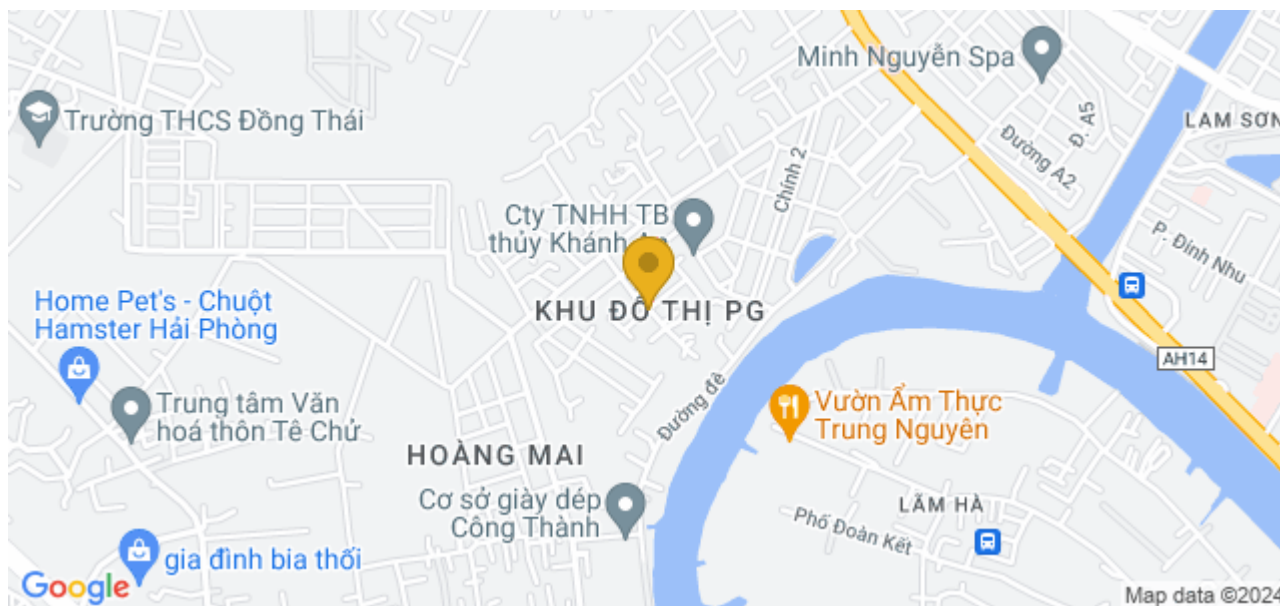 Minh Nguyễn Spa
Trường THCS Đồng Thái
Đ. A5
LAM SƠN
Đường A2
Chính 2
Cty TNHH TB
thủy Khánh An
P. Đinh Nhu
Home Pet's - Chuột
Hamster Hải Phòng
KHU ĐÔ THỊ PG
AH14
Đường đê
Trung tâm Văn
hoá thôn Tê Chử
Vườn Ẩm Thực
Trung Nguyên
HOÀNG MAI
Cơ sở giày dép
Công Thành
LÃM HÀ
Phố Đoàn Kết
gia đình bia thối
Google
Map data ©2024